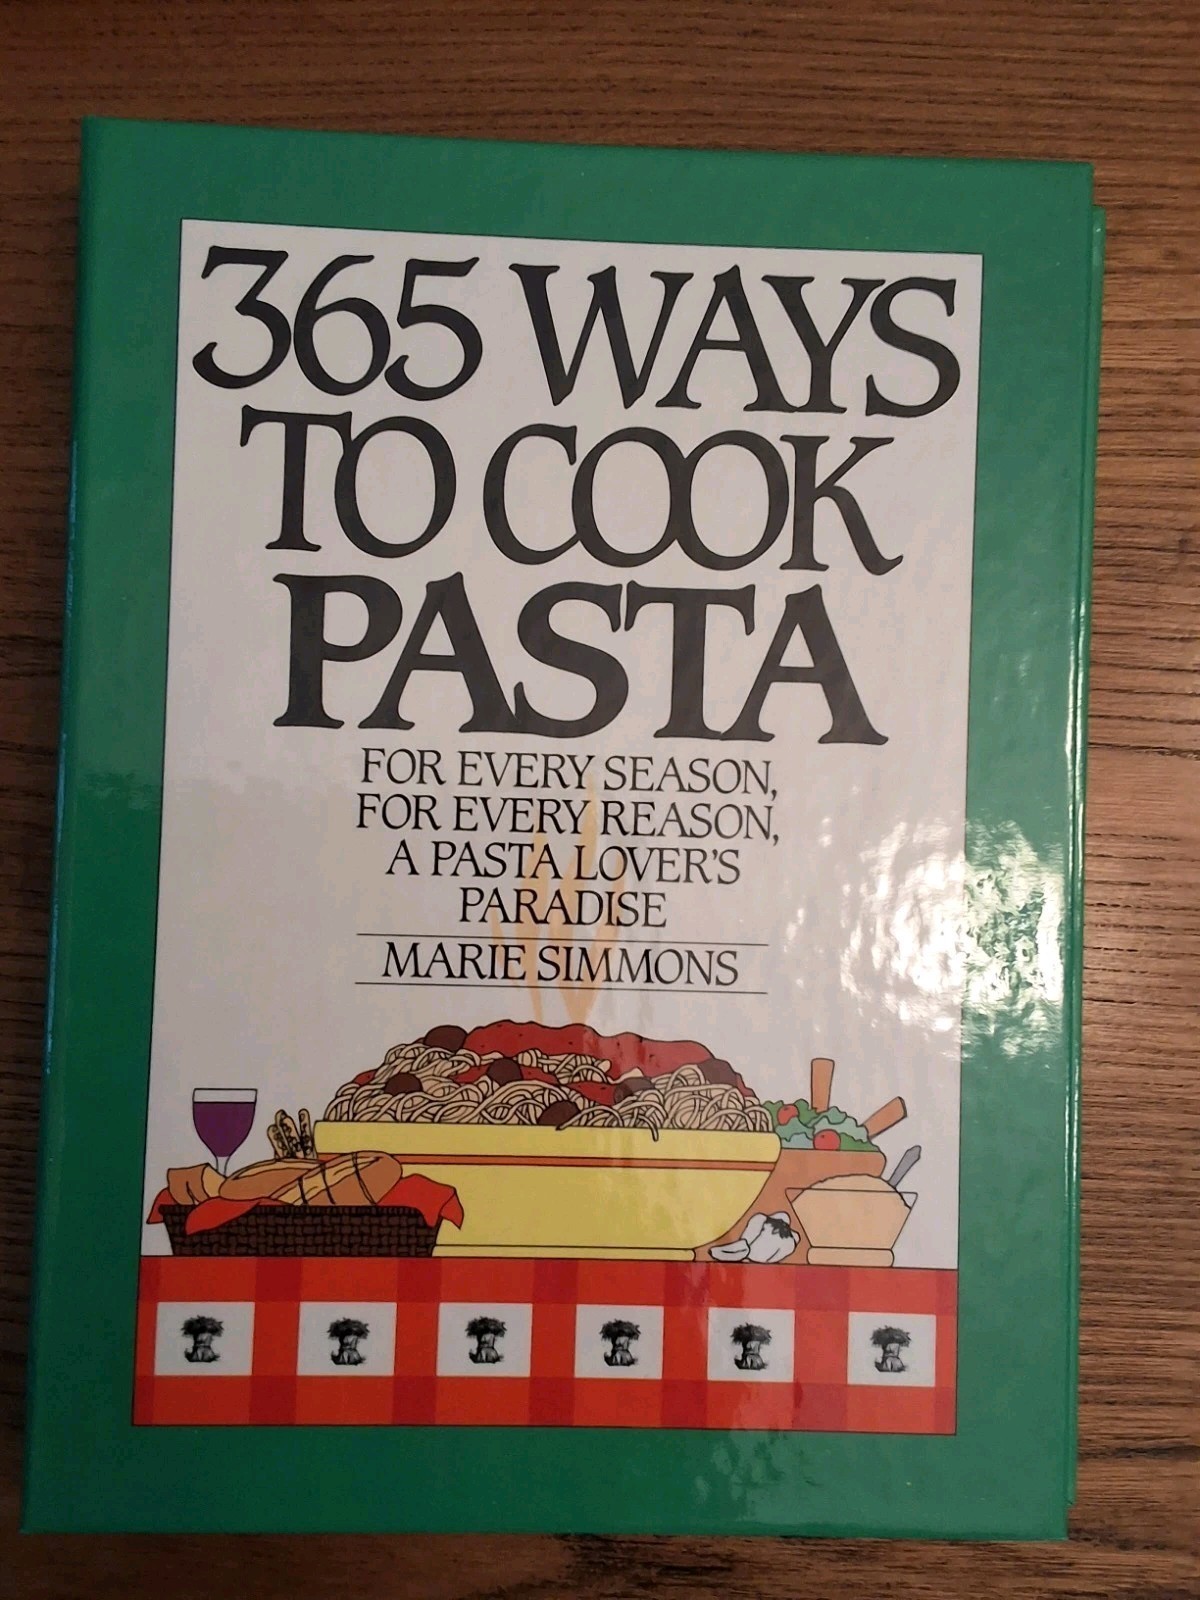 365 WAYS
TO COOK
PASTA
FOR EVERY SEASON,
FOR EVERY REASON,
A PASTA LOVER'S
PARADISE
MARIE SIMMONS